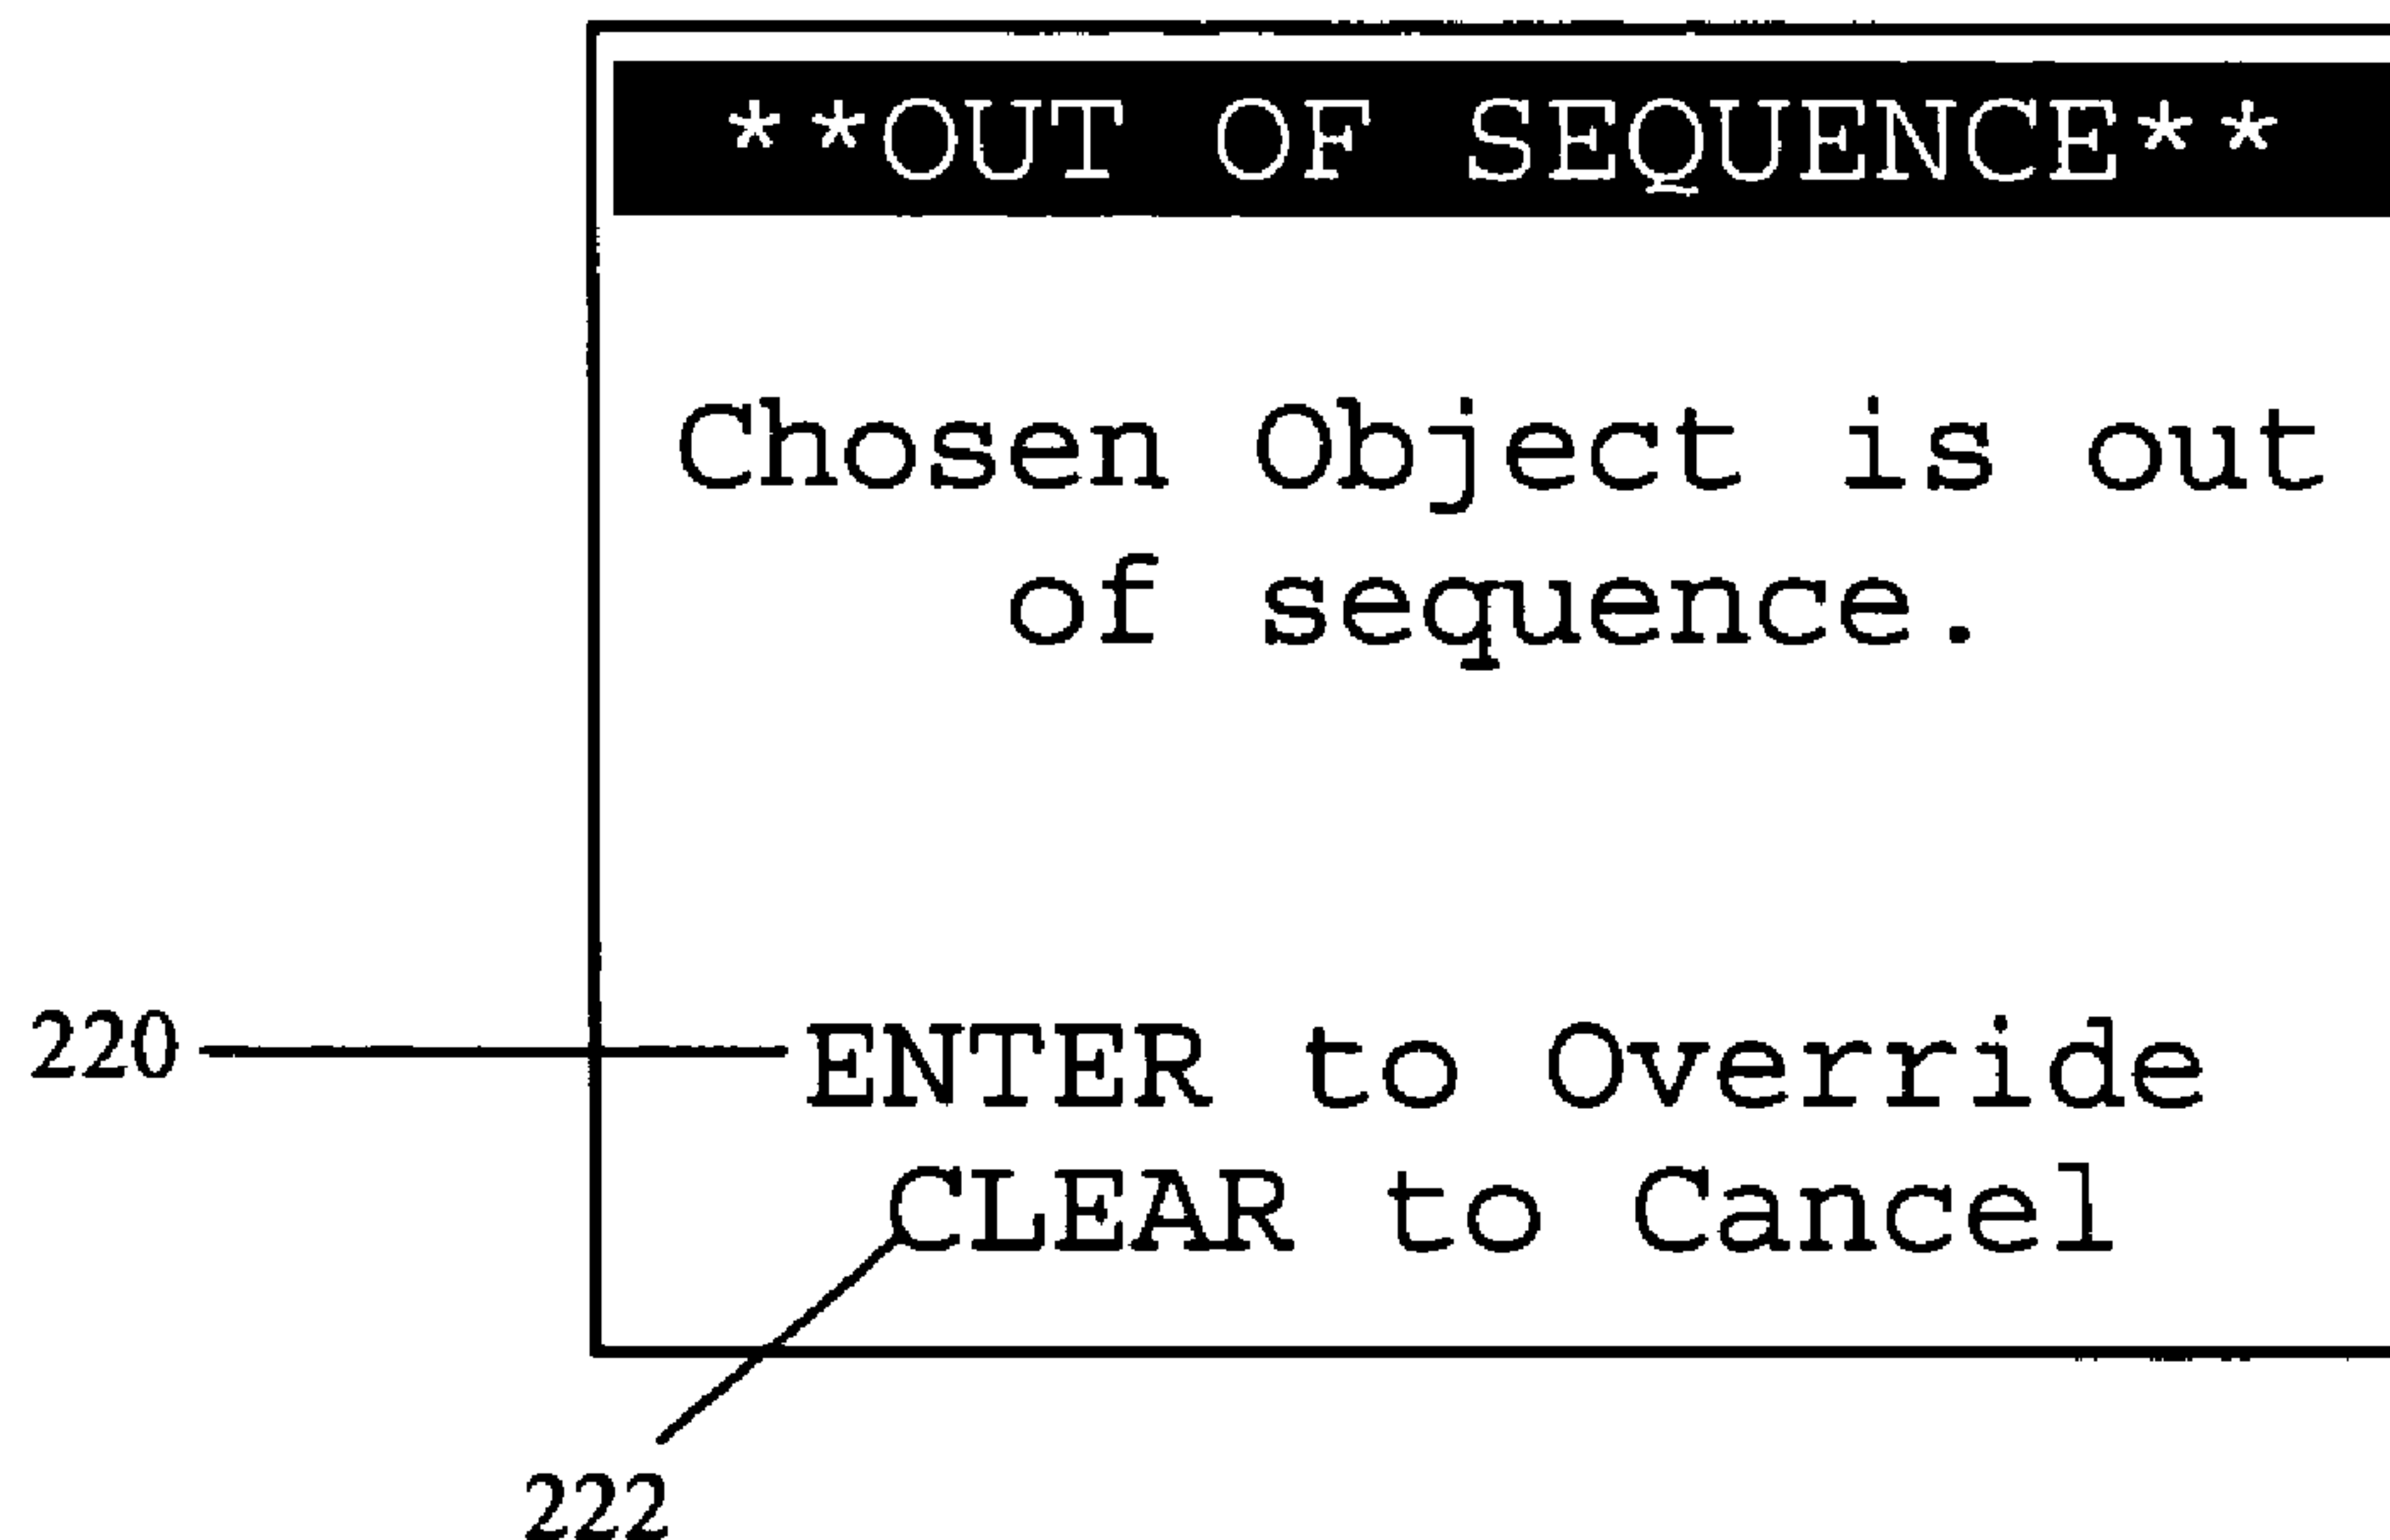 **OUT OF SEQUENCE**
Chosen Object is out
of sequence.
220
ENTER to Override
CLEAR to Cancel
222